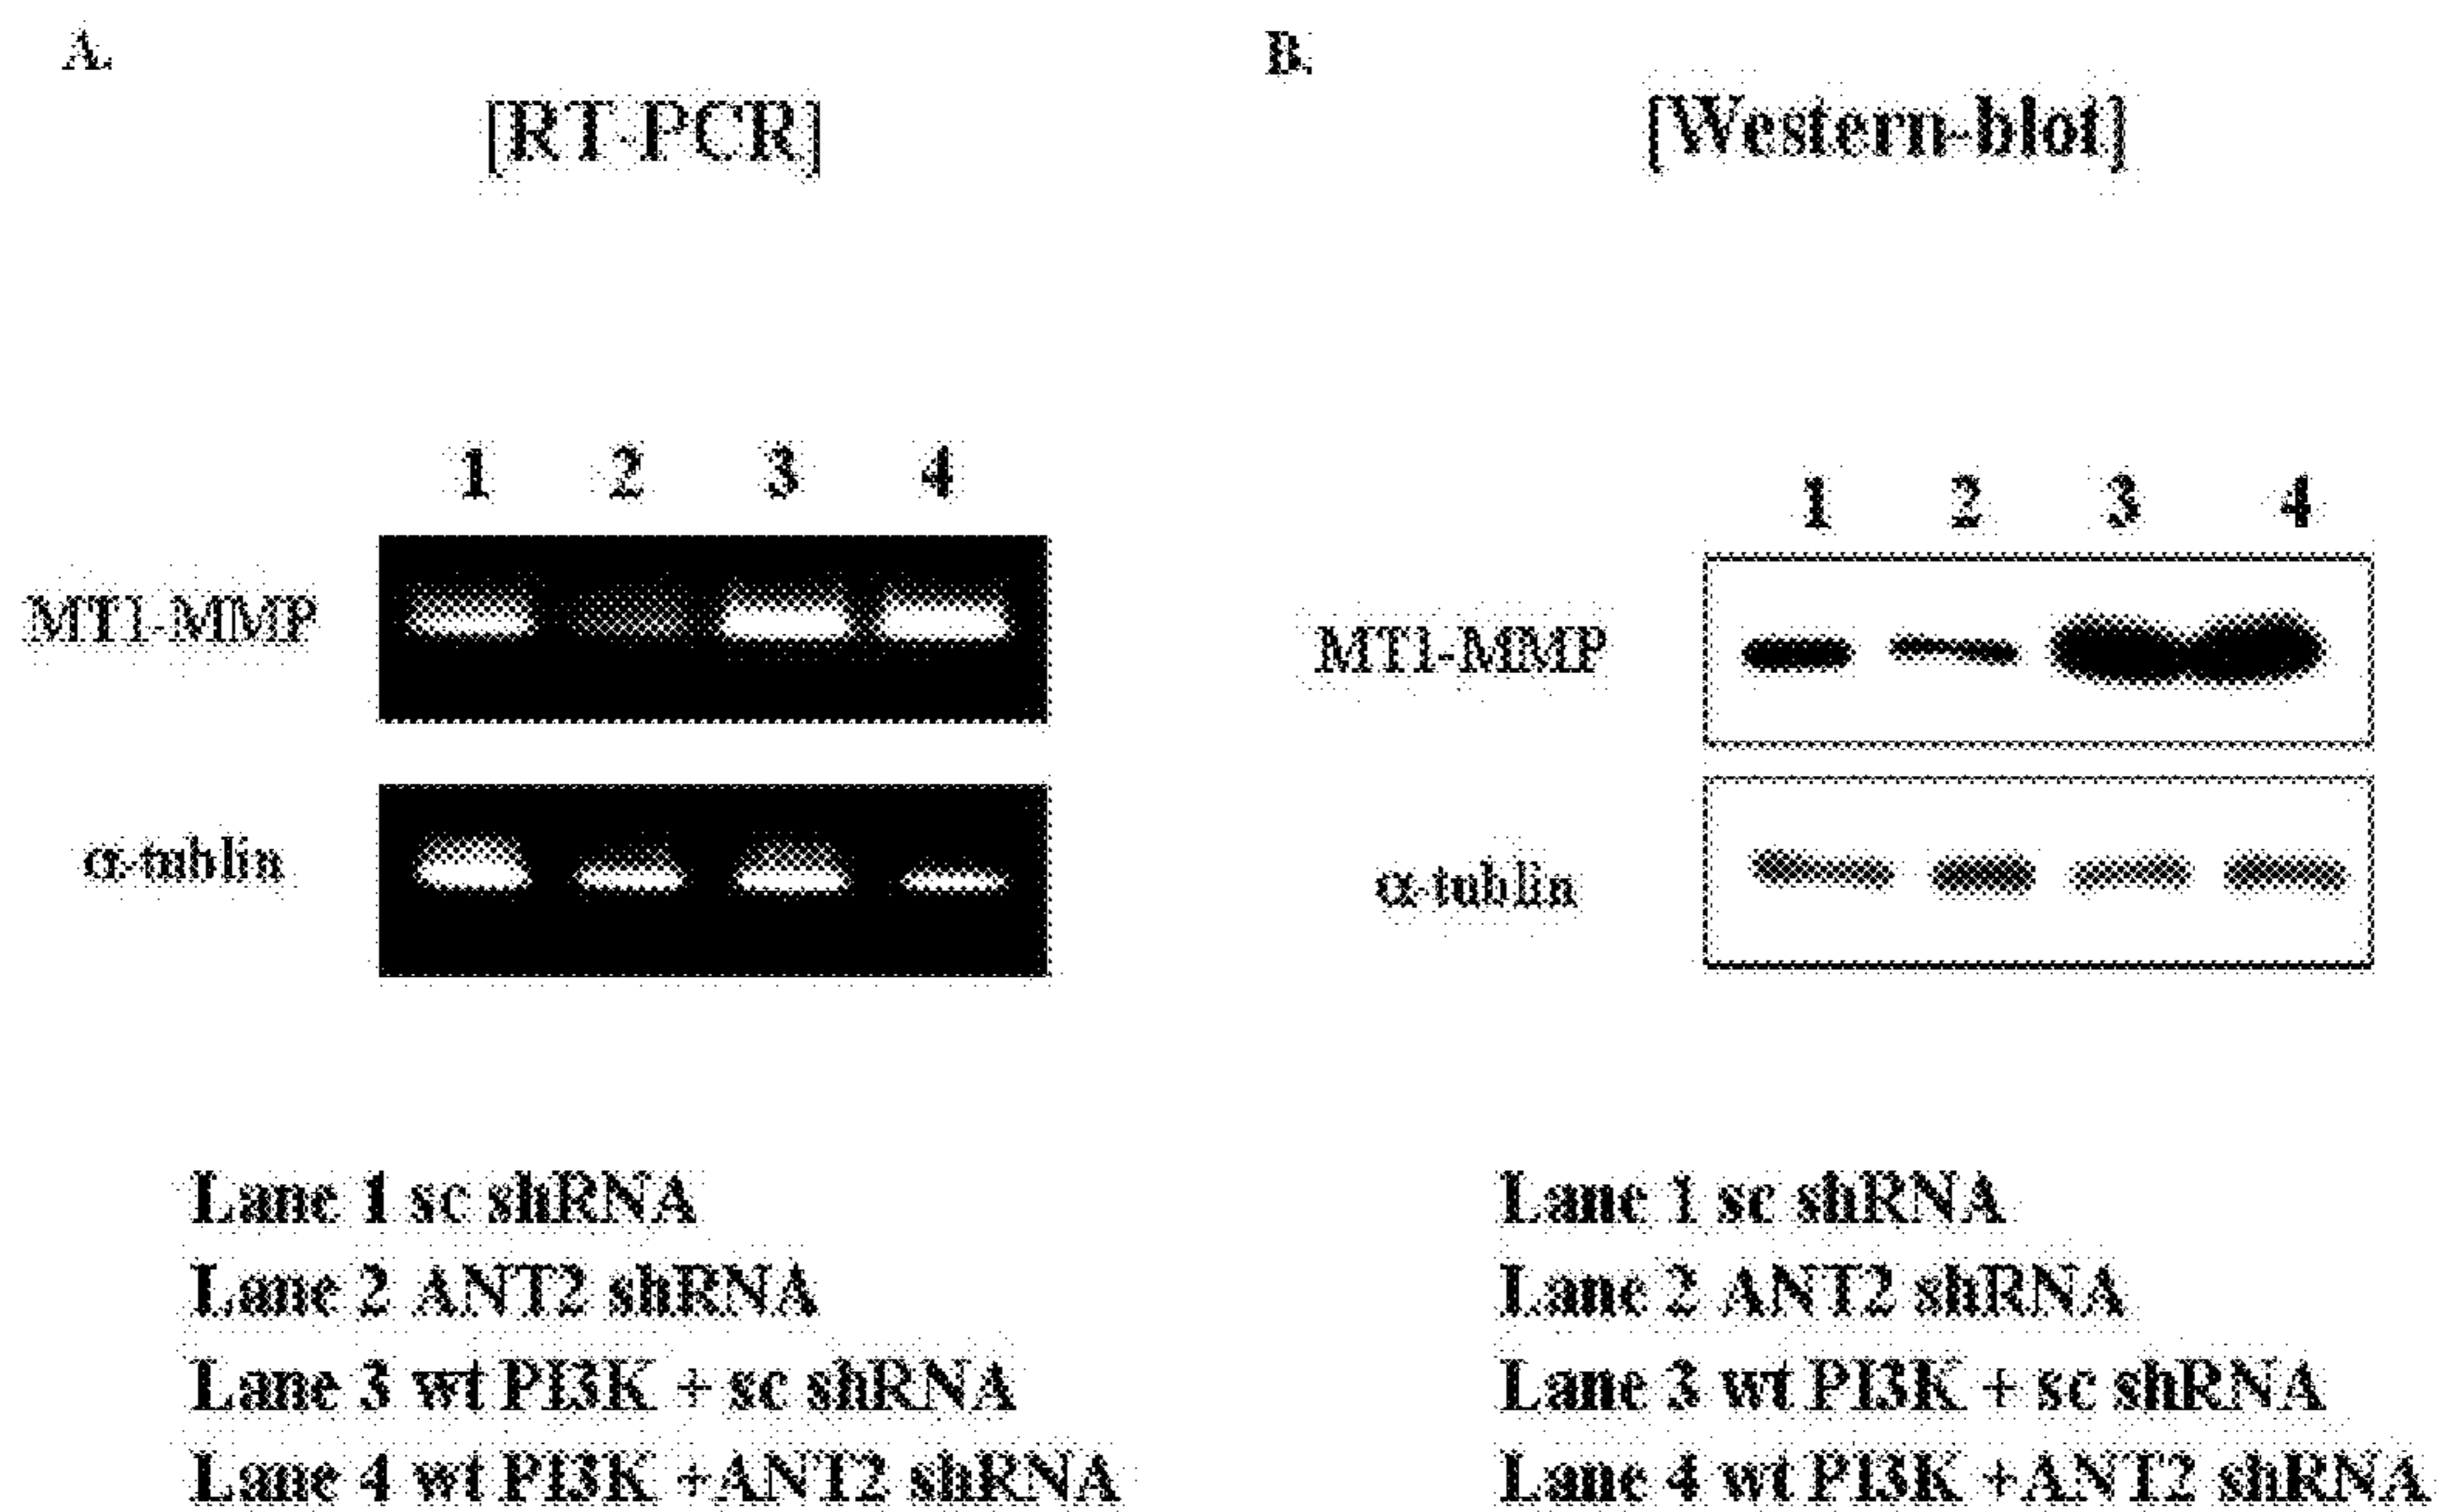 A.
[RT-PCR]
1 2 3 4
MT1-MMP
α-tublin
Lane 1 sc shRNA
Lane 2 ANT2 shRNA
Lane 3 wt PI3K + sc shRNA
Lane 4 wt PI3K +ANT2 shRNA
B.
[Western-blot]
1 2 3 4
MT1-MMP
α-tublin
Lane 1 sc shRNA
Lane 2 ANT2 shRNA
Lane 3 wt PI3K + sc shRNA
Lane 4 wt PI3K +ANT2 shRNA